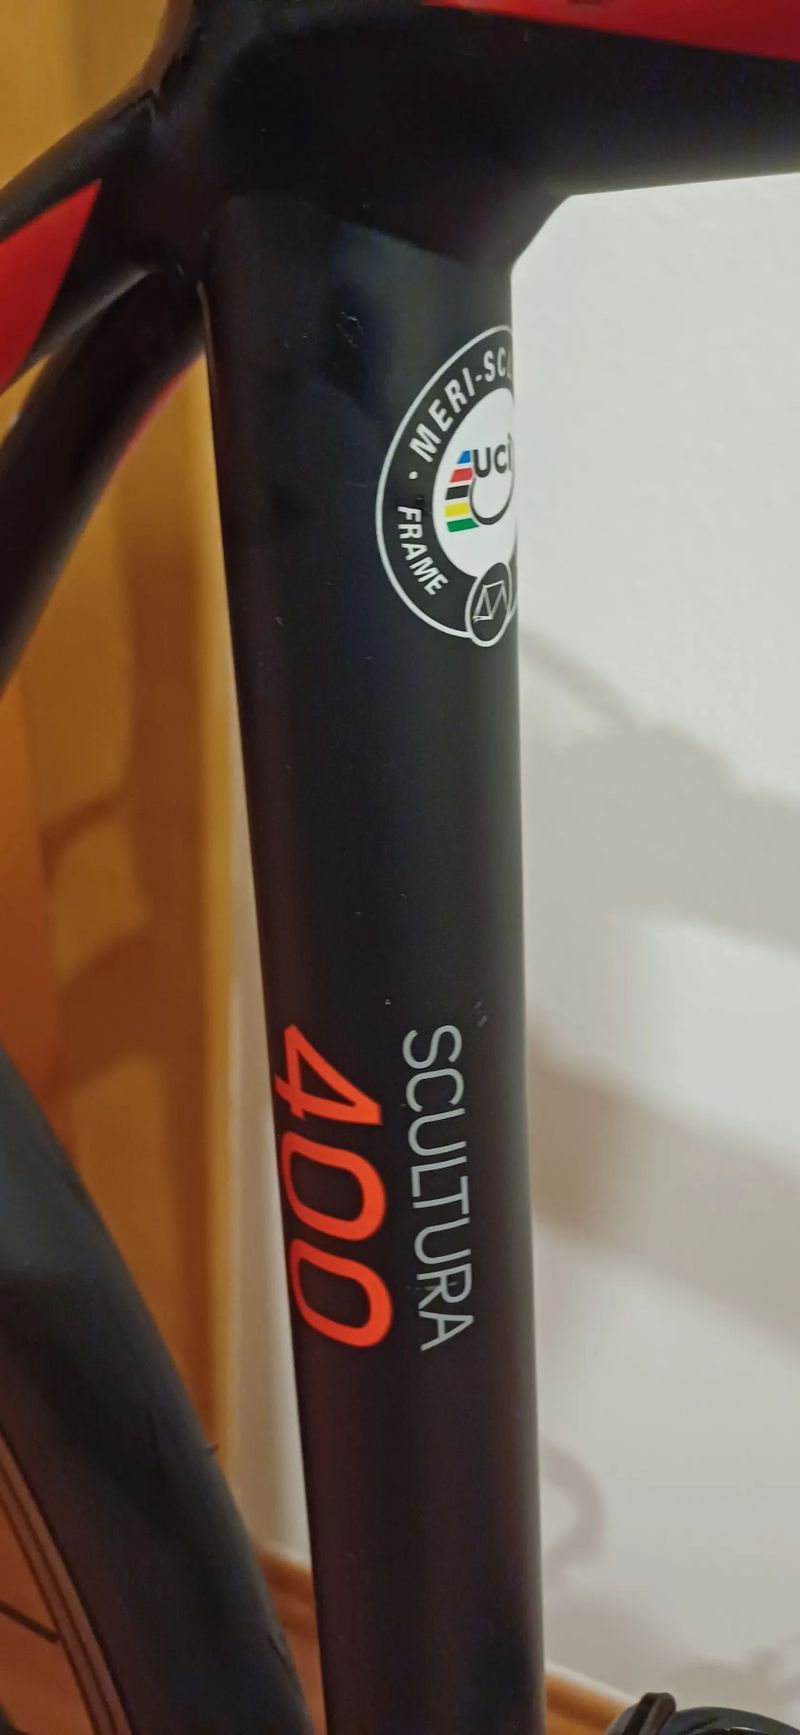 • MERI-SC
UCI
FRAME
SCULTURA
400